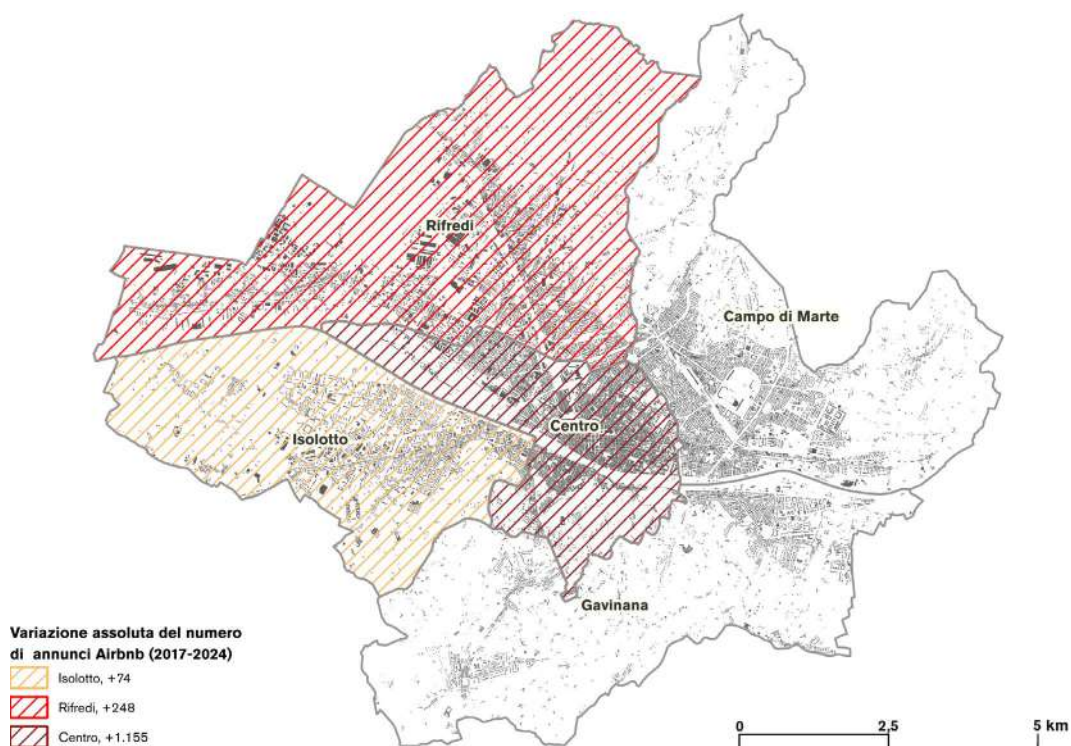 Rifredi
Campo di Marte
Centro
Isolotto
Gavinana
Variazione assoluta del numero
di annunci Airbnb (2017-2024)
Isolotto, +74
Rifredi, +248
Centro, +1.155
0 2,5 5 km